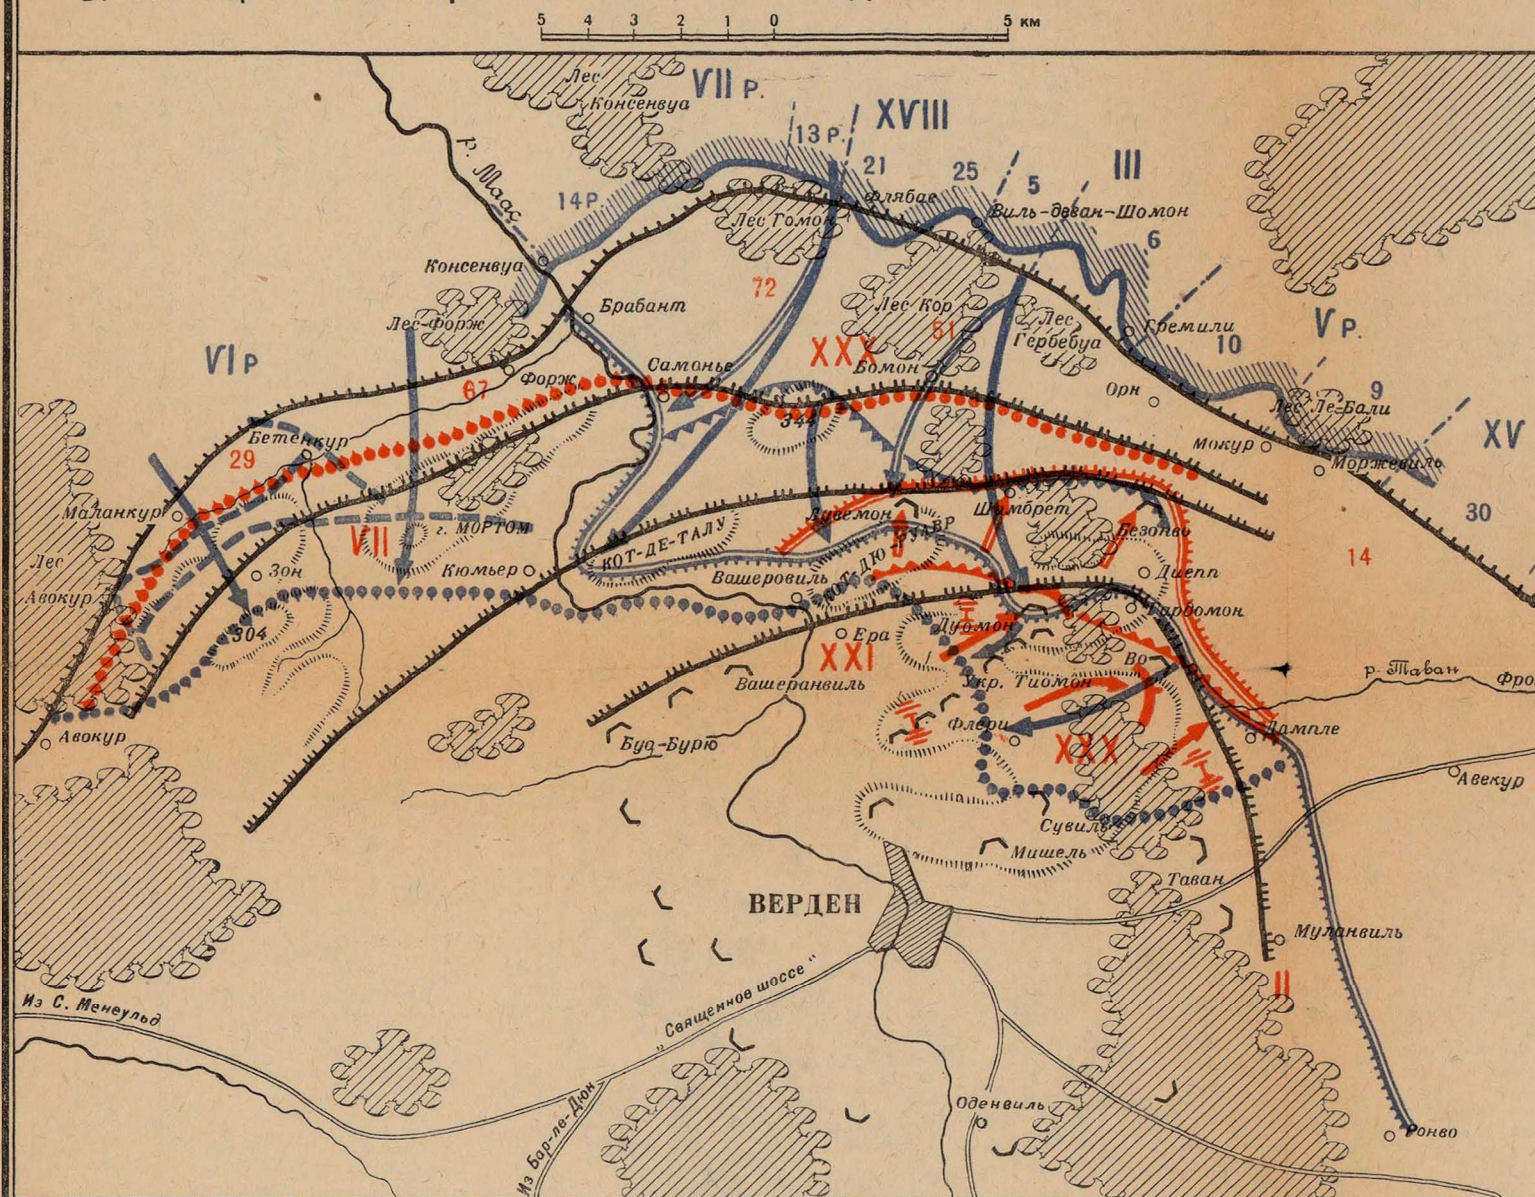 5 4 3 2 1 0 5 км
Лес
Консенвуа
VII Р.
XVIII
13 Р.
21
25
5
III
р. Маас
14 Р.
Флябас
Виль-деван-Шомон
6
Лес Гомон
Консенвуа
72
Лес-Форж
Брабант
Лес Кор
51
Лес
Гербебуа
Гремили
10
V Р.
VI Р
XXX
67
Форж
Самонье
Бомон
Орн
9
Лес Ле-Бали
344
Бетенкур
29
Мокур
XV
Моржевиль
Маланкур
VII
г. МОРТОМ
Лувемон
Шамбрет
Безонво
30
КОТ-ДЕ-ТАЛУ
14
Лес
Авокур
Зон
Кюмьер
Вашеровиль
Диепп
Гарбомон
304
Ера
Дуомон
XXI
Во
р. Таван
Вашеранвиль
Укр. Тиомон
Авокур
Буа-Бурю
Флери
XXX
Дампле
Авекур
Сувиль
Мишель
Таван
ВЕРДЕН
Муланвиль
II
Из С. Менеульд
„Священное шоссе“
Из Бар-ле-Дюк
Оденвиль
Ронво